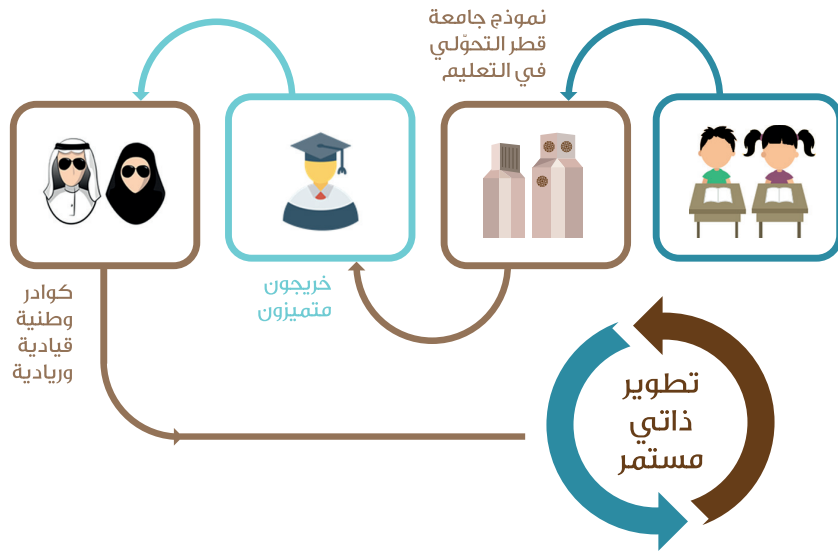 نموذج جامعة
قطر التحوّلي
في التعليم
خريجون
متميزون
كوادر
وطنية
قيادية
وريادية
تطوير
ذاتي
مستمر